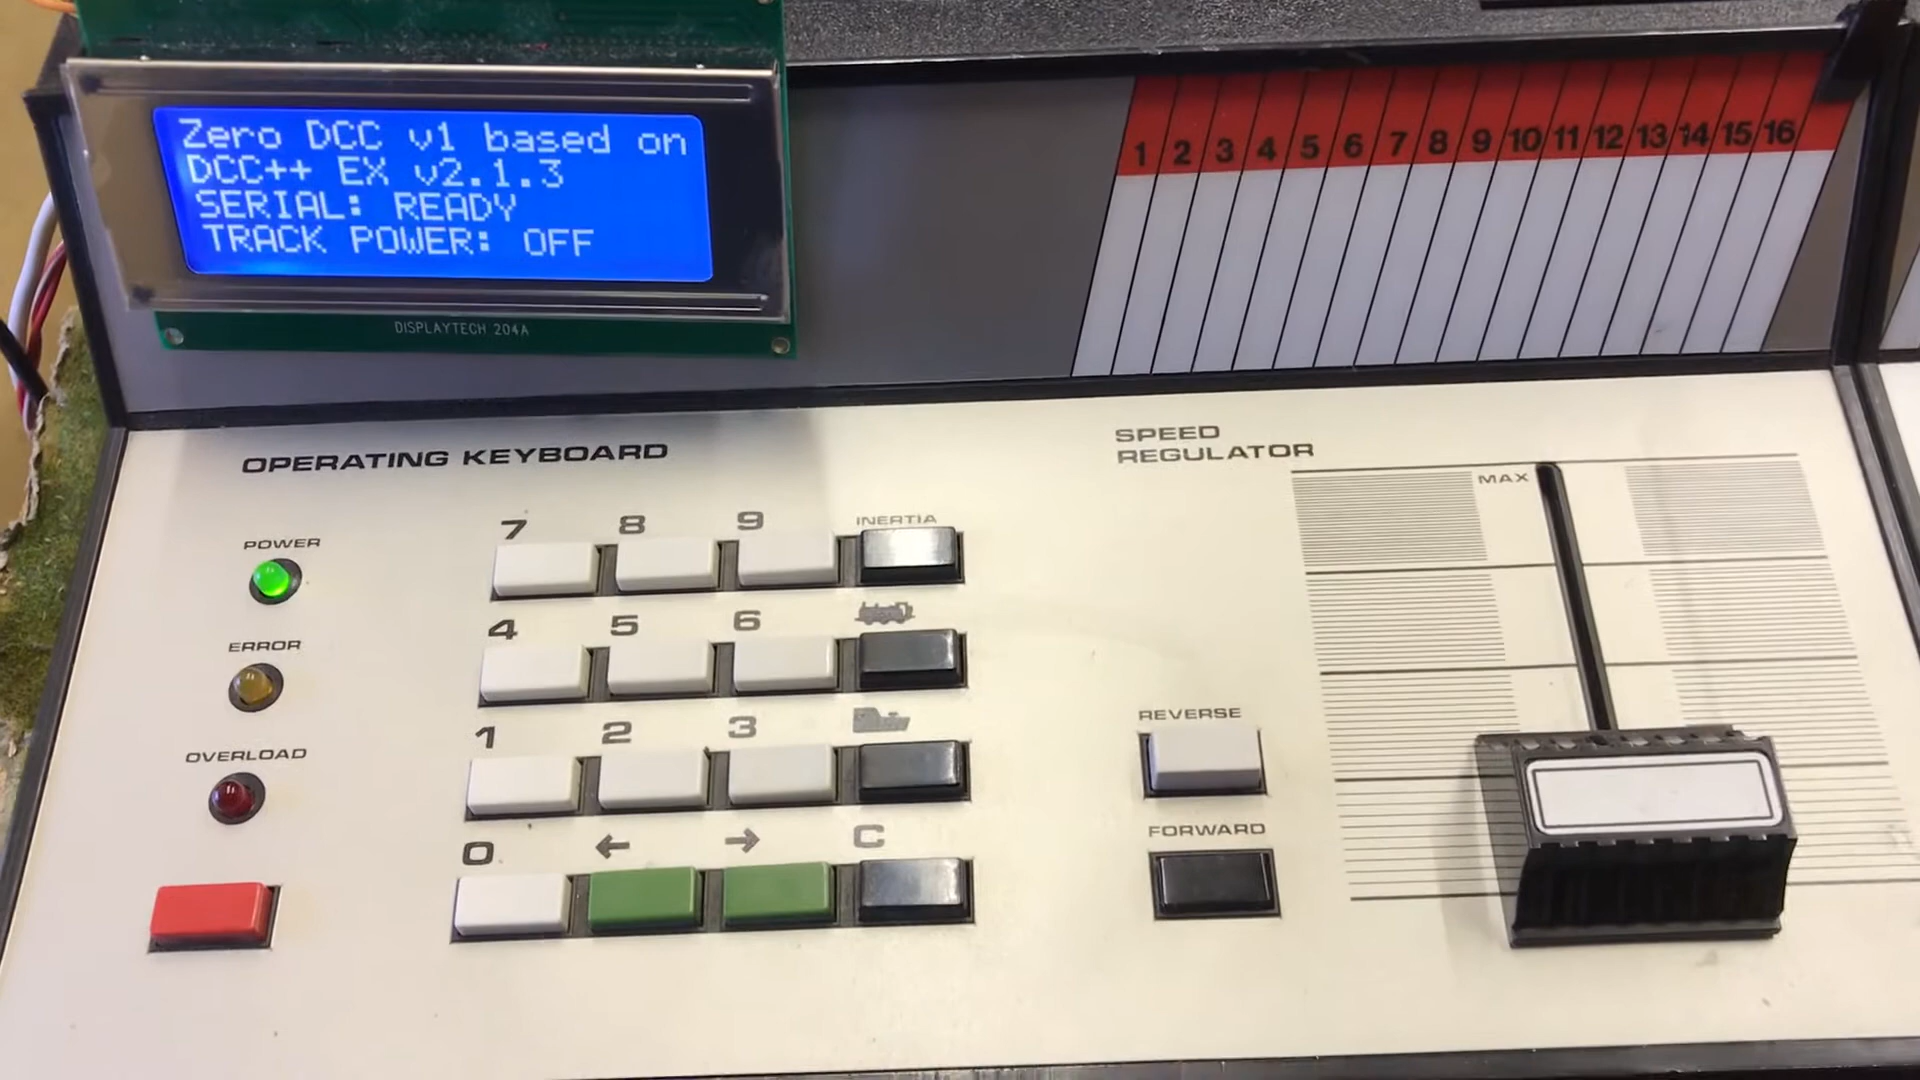 Zero DCC v1 based on
DCC++ EX v2.1.3
SERIAL: READY
TRACK POWER: OFF
DISPLAYTECH 204A
1 2 3 4 5 6 7 8 9 10 11 12 13 14 15 16
OPERATING KEYBOARD
SPEED
REGULATOR
MAX
POWER
7 8 9 INERTIA
ERROR
4 5 6
OVERLOAD
1 2 3
REVERSE
0 ← → C
FORWARD